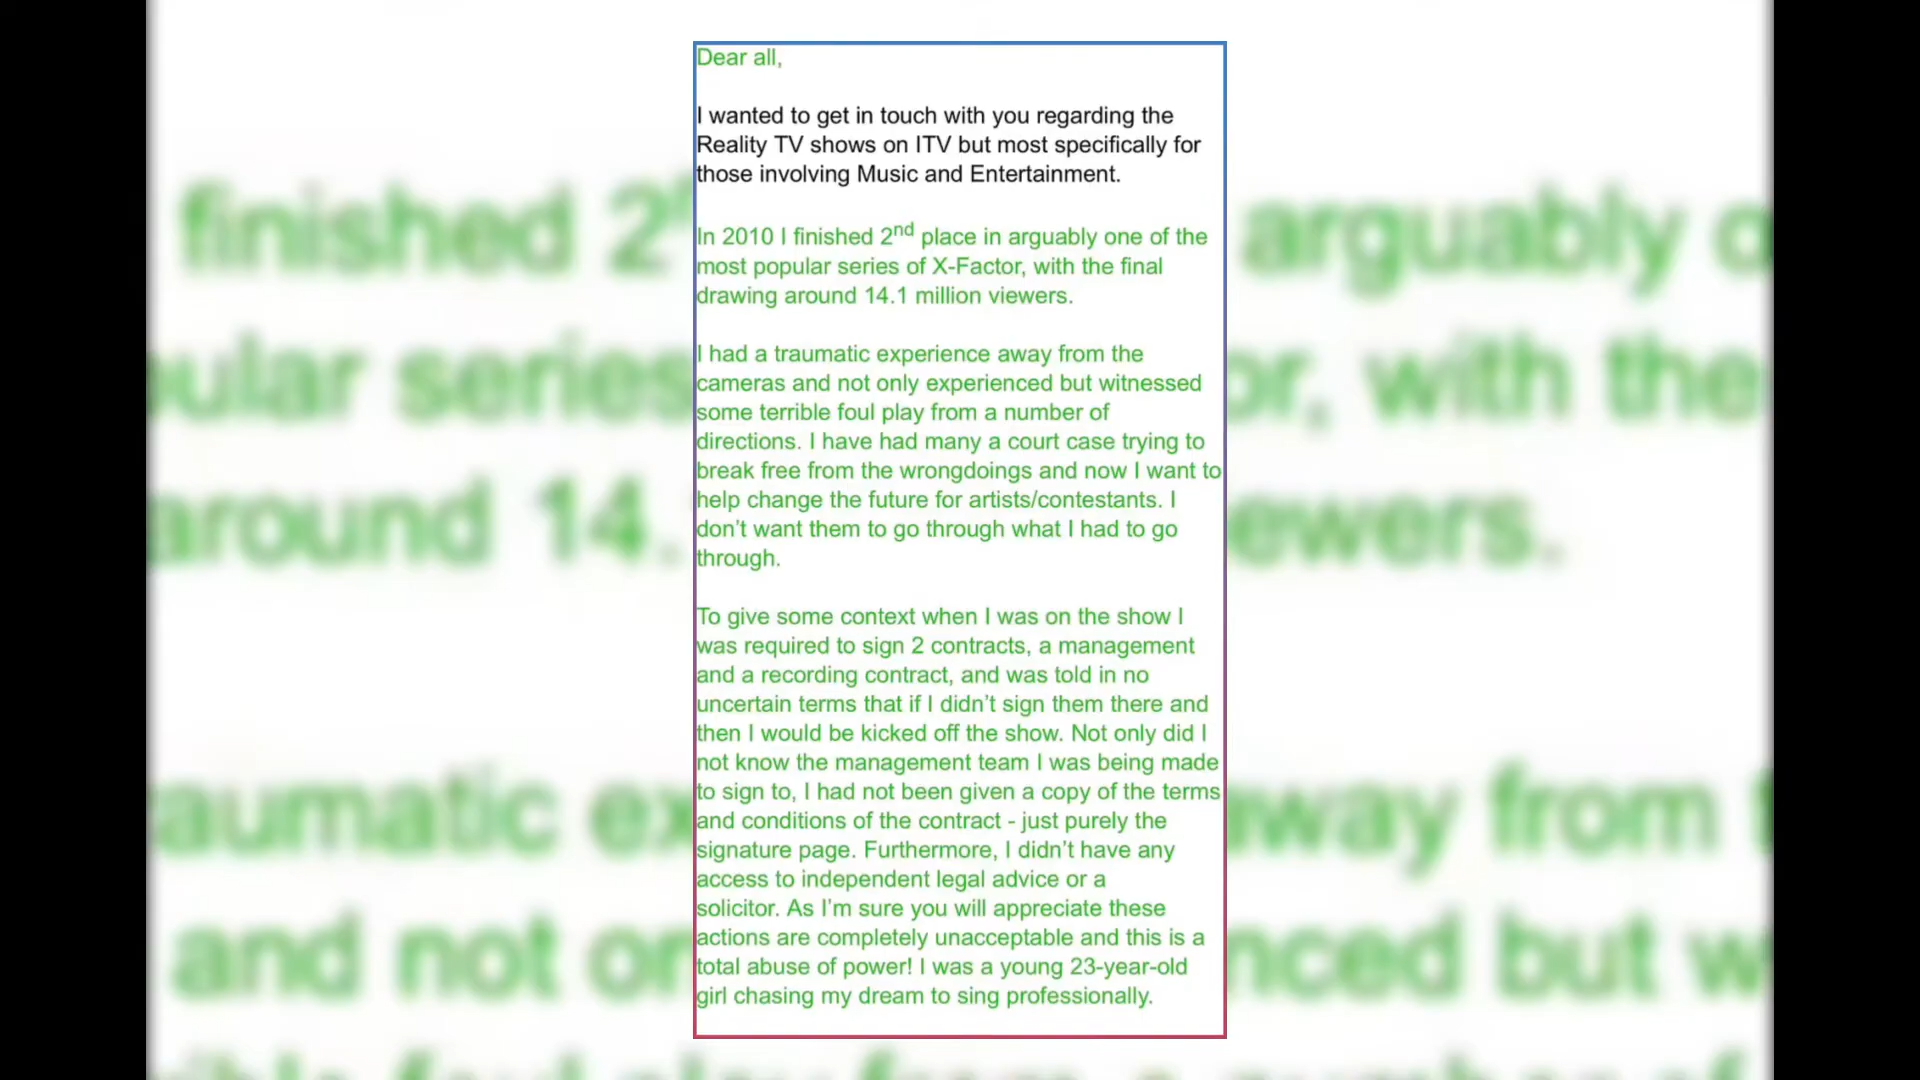 Dear all,
I wanted to get in touch with you regarding the
Reality TV shows on ITV but most specifically for
those involving Music and Entertainment.
In 2010 I finished 2nd place in arguably one of the
most popular series of X-Factor, with the final
drawing around 14.1 million viewers.
I had a traumatic experience away from the
cameras and not only experienced but witnessed
some terrible foul play from a number of
directions. I have had many a court case trying to
break free from the wrongdoings and now I want to
help change the future for artists/contestants. I
don’t want them to go through what I had to go
through.
To give some context when I was on the show I
was required to sign 2 contracts, a management
and a recording contract, and was told in no
uncertain terms that if I didn’t sign them there and
then I would be kicked off the show. Not only did I
not know the management team I was being made
to sign to, I had not been given a copy of the terms
and conditions of the contract - just purely the
signature page. Furthermore, I didn’t have any
access to independent legal advice or a
solicitor. As I’m sure you will appreciate these
actions are completely unacceptable and this is a
total abuse of power! I was a young 23-year-old
girl chasing my dream to sing professionally.